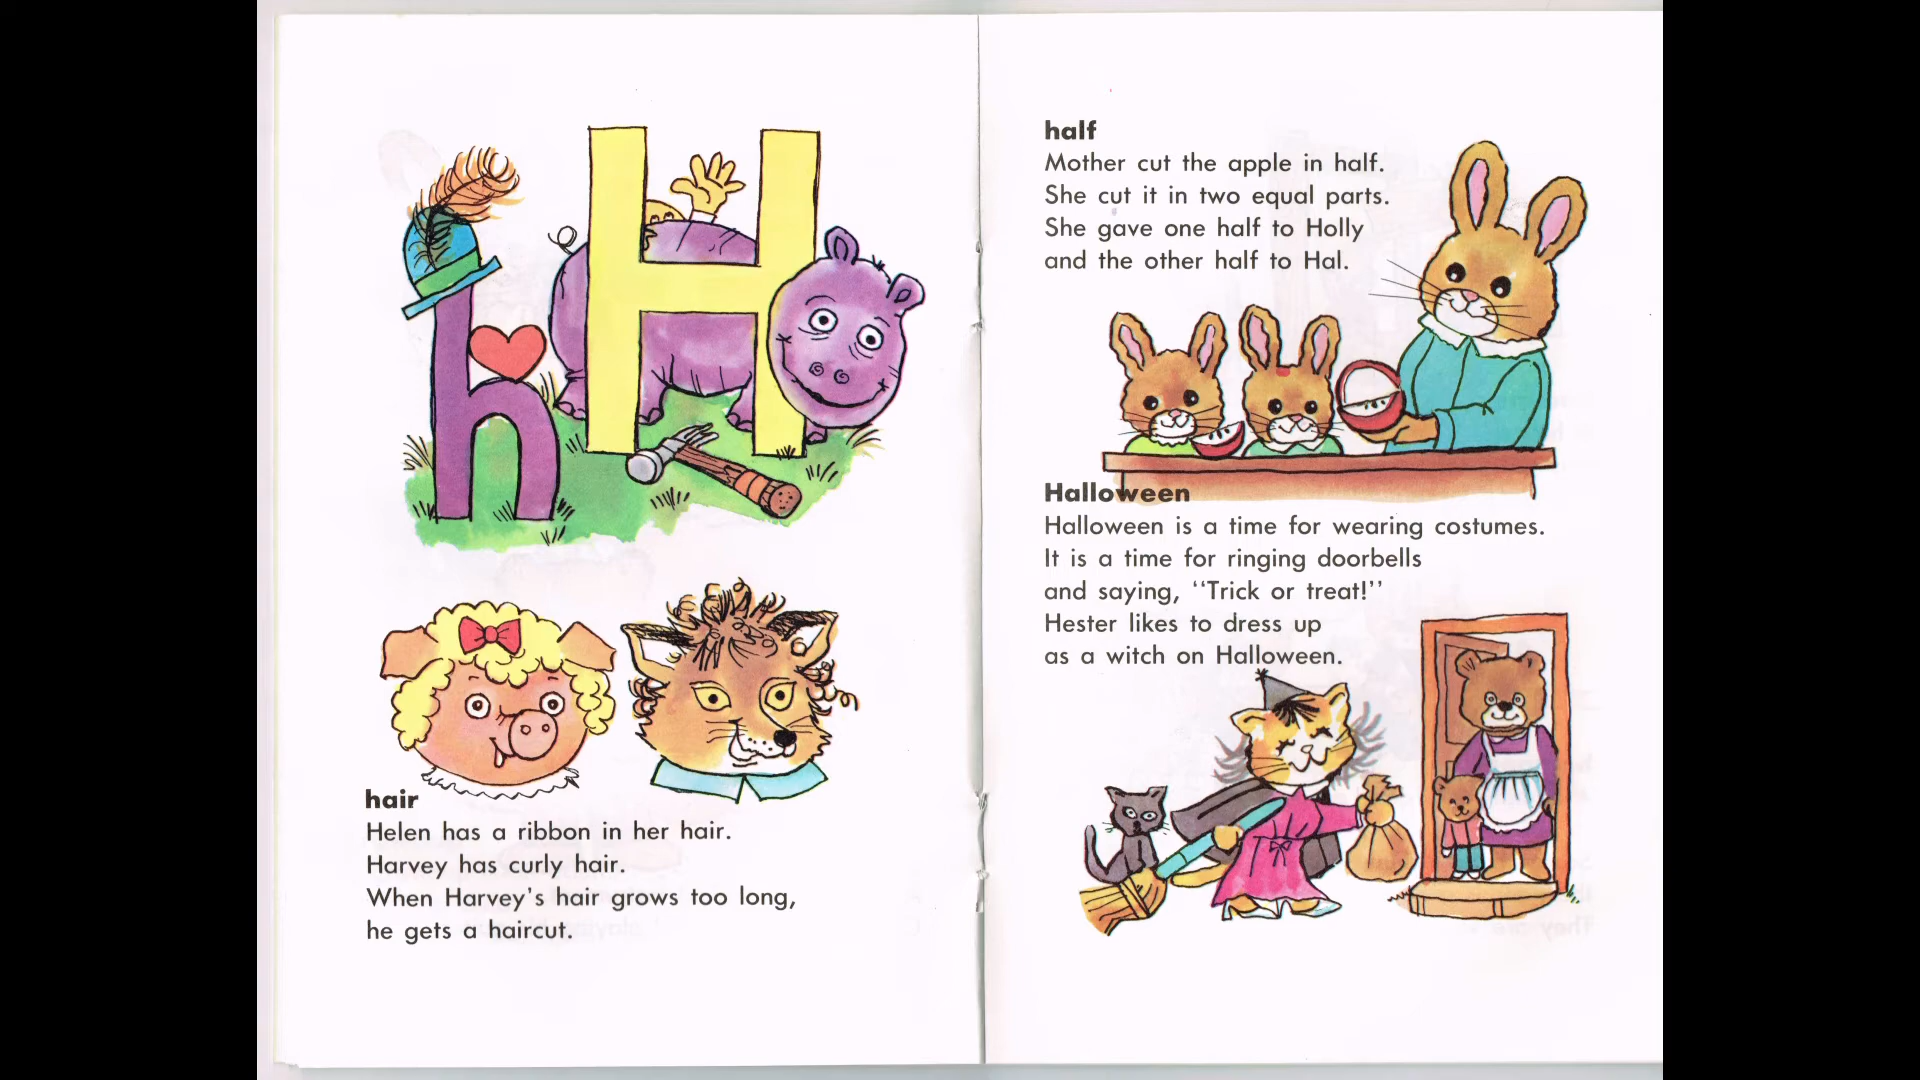 H
h
hair
Helen has a ribbon in her hair.
Harvey has curly hair.
When Harvey's hair grows too long,
he gets a haircut.
half
Mother cut the apple in half.
She cut it in two equal parts.
She gave one half to Holly
and the other half to Hal.
Halloween
Halloween is a time for wearing costumes.
It is a time for ringing doorbells
and saying, “Trick or treat!”
Hester likes to dress up
as a witch on Halloween.